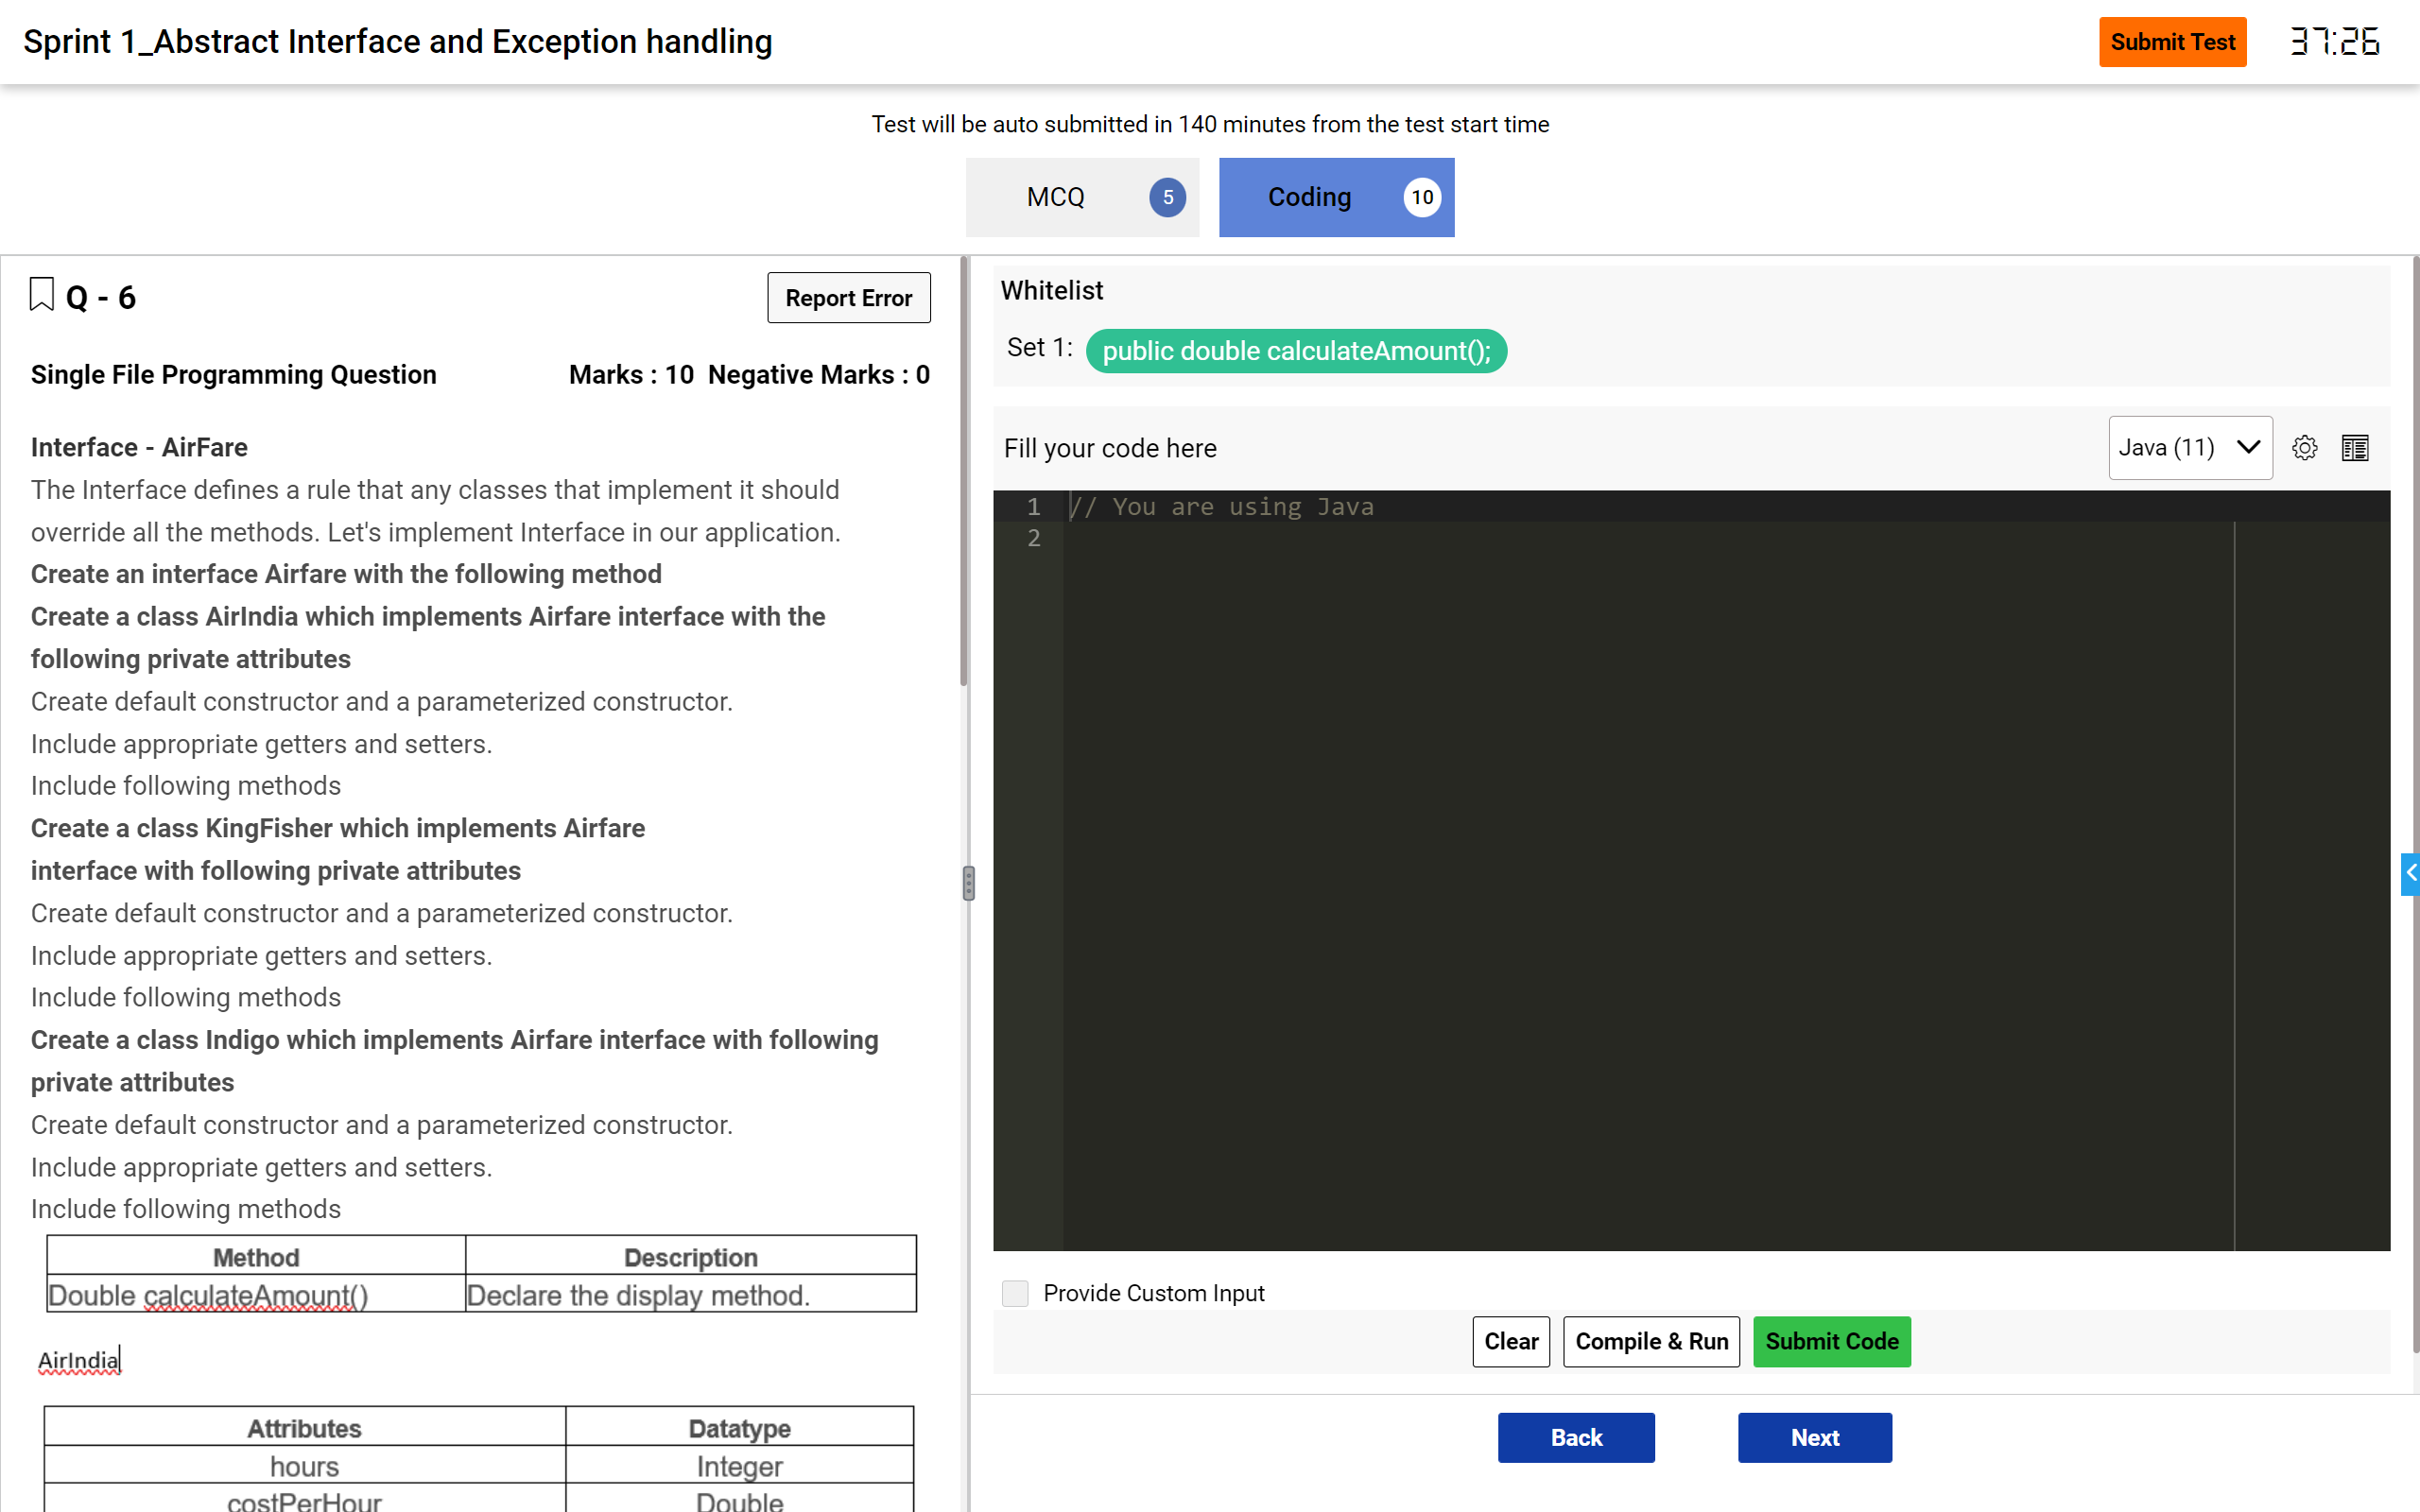 Sprint 1_Abstract Interface and Exception handling
Submit Test
37:26
Test will be auto submitted in 140 minutes from the test start time
MCQ
5
Coding
10
Q - 6
Report Error
Single File Programming Question
Marks : 10 Negative Marks : 0
Interface - AirFare
The Interface defines a rule that any classes that implement it should
override all the methods. Let's implement Interface in our application.
Create an interface Airfare with the following method
Create a class AirIndia which implements Airfare interface with the
following private attributes
Create default constructor and a parameterized constructor.
Include appropriate getters and setters.
Include following methods
Create a class KingFisher which implements Airfare
interface with following private attributes
Create default constructor and a parameterized constructor.
Include appropriate getters and setters.
Include following methods
Create a class Indigo which implements Airfare interface with following
private attributes
Create default constructor and a parameterized constructor.
Include appropriate getters and setters.
Include following methods
Method Description
Double calculateAmount() Declare the display method.
AirIndia
Attributes Datatype
hours Integer
costPerHour Double
Whitelist
Set 1: public double calculateAmount();
Fill your code here
Java (11)
1 // You are using Java
2
Provide Custom Input
Clear
Compile & Run
Submit Code
Back
Next